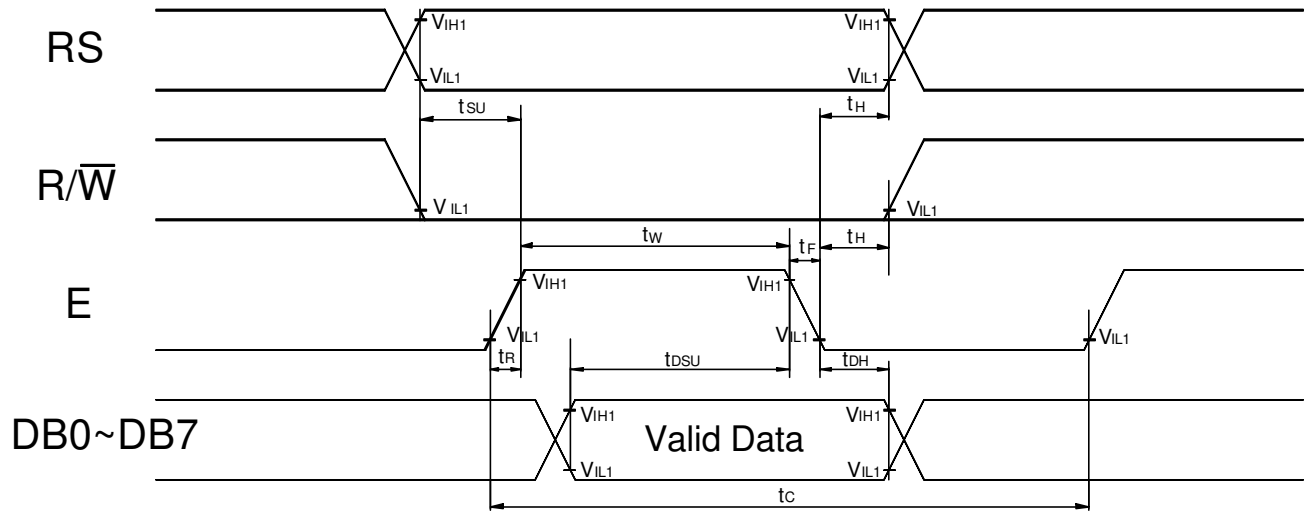 RS
VIH1
VIH1
VIL1
VIL1
tSU
tH
R/W̅
VIL1
VIL1
tW
tF
tH
E
VIH1
VIH1
VIL1
VIL1
VIL1
tR
tDSU
tDH
DB0~DB7
VIH1
Valid Data
VIH1
VIL1
VIL1
tC